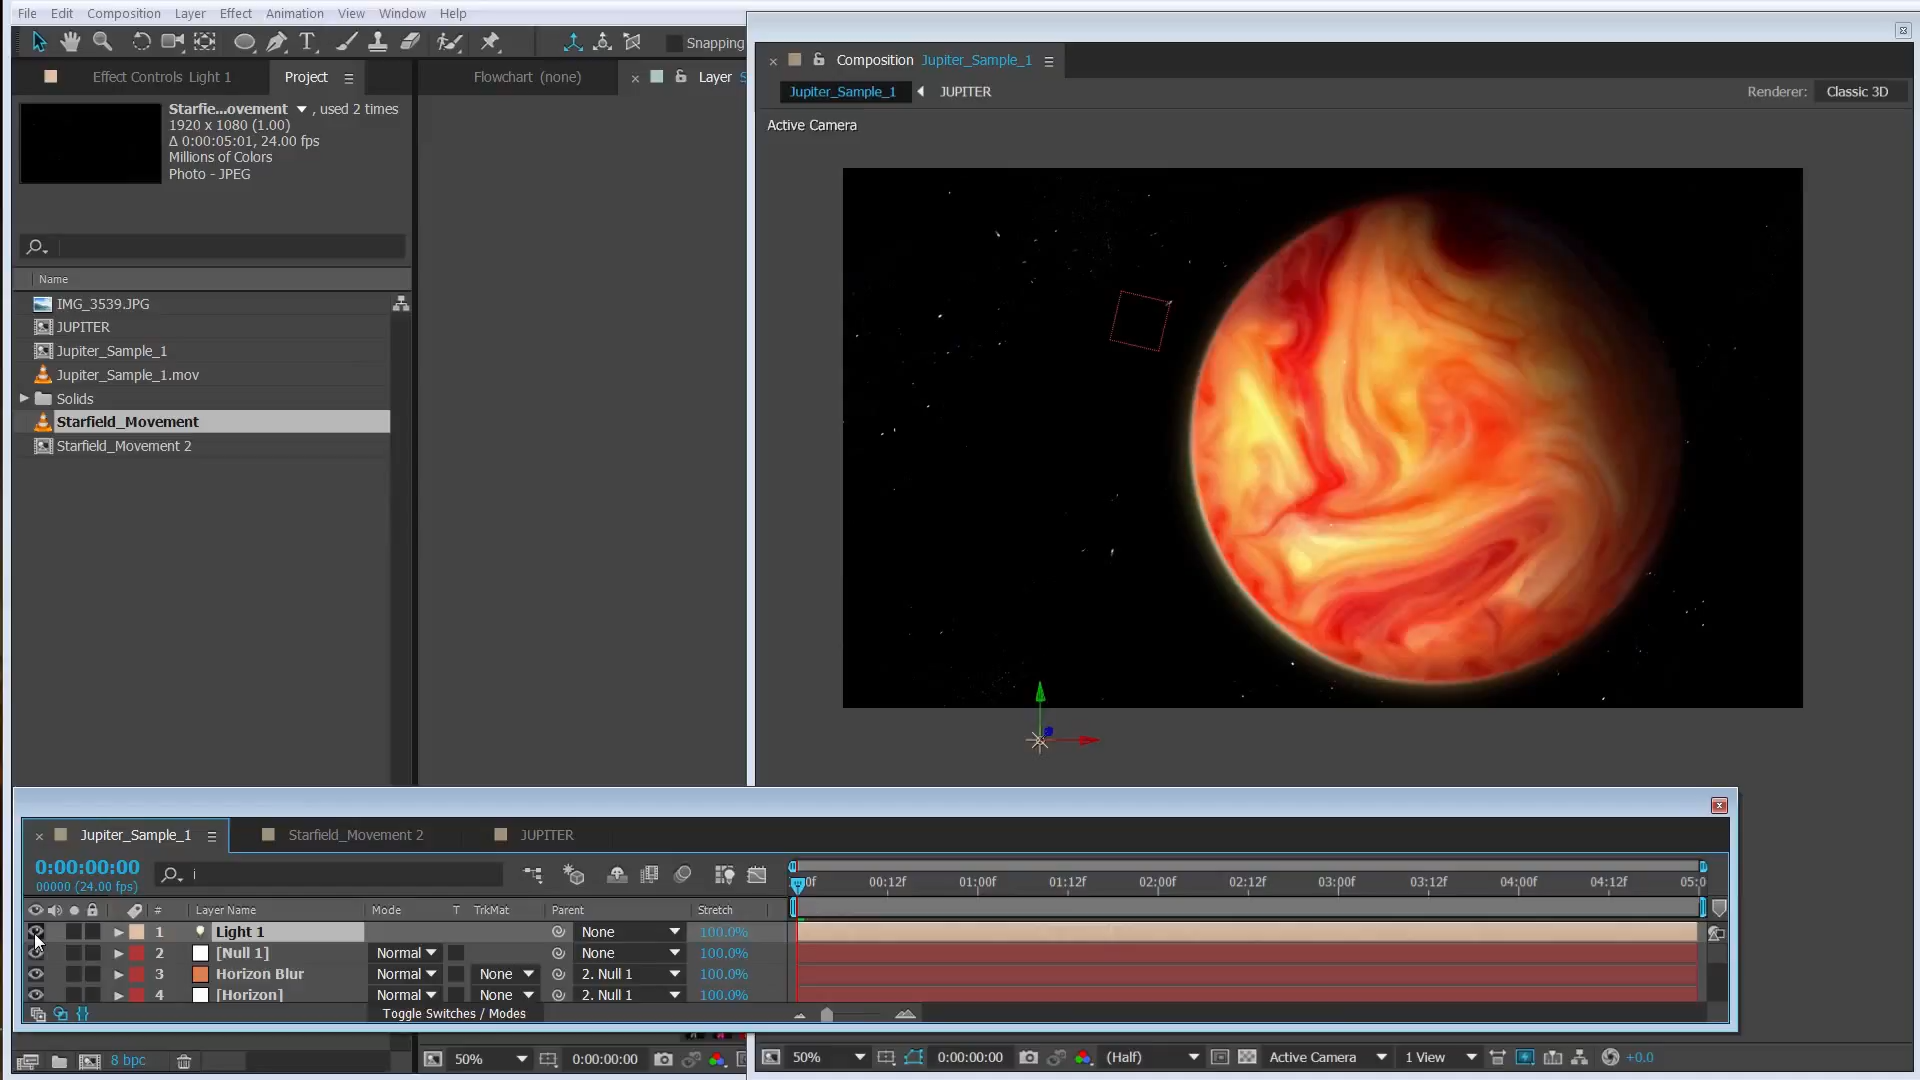 File Edit Composition Layer Effect Animation View Window Help
Snapping
Effect Controls Light 1 Project Flowchart (none) Layer
Composition Jupiter_Sample_1
Jupiter_Sample_1 JUPITER Renderer: Classic 3D
Starfie...ovement , used 2 times
1920 x 1080 (1.00)
Δ 0:00:05:01, 24.00 fps
Millions of Colors
Photo - JPEG
Active Camera
Name
IMG_3539.JPG
JUPITER
Jupiter_Sample_1
Jupiter_Sample_1.mov
Solids
Starfield_Movement
Starfield_Movement 2
Jupiter_Sample_1 Starfield_Movement 2 JUPITER
0:00:00:00
00000 (24.00 fps)
i
00f 00:12f 01:00f 01:12f 02:00f 02:12f 03:00f 03:12f 04:00f 04:12f 05:0
# Layer Name Mode T TrkMat Parent Stretch
1 Light 1 None 100.0%
2 [Null 1] Normal None 100.0%
3 Horizon Blur Normal None 2. Null 1 100.0%
4 [Horizon] Normal None 2. Null 1 100.0%
Toggle Switches / Modes
8 bpc 50% 0:00:00:00 50% 0:00:00:00 (Half) Active Camera 1 View +0.0